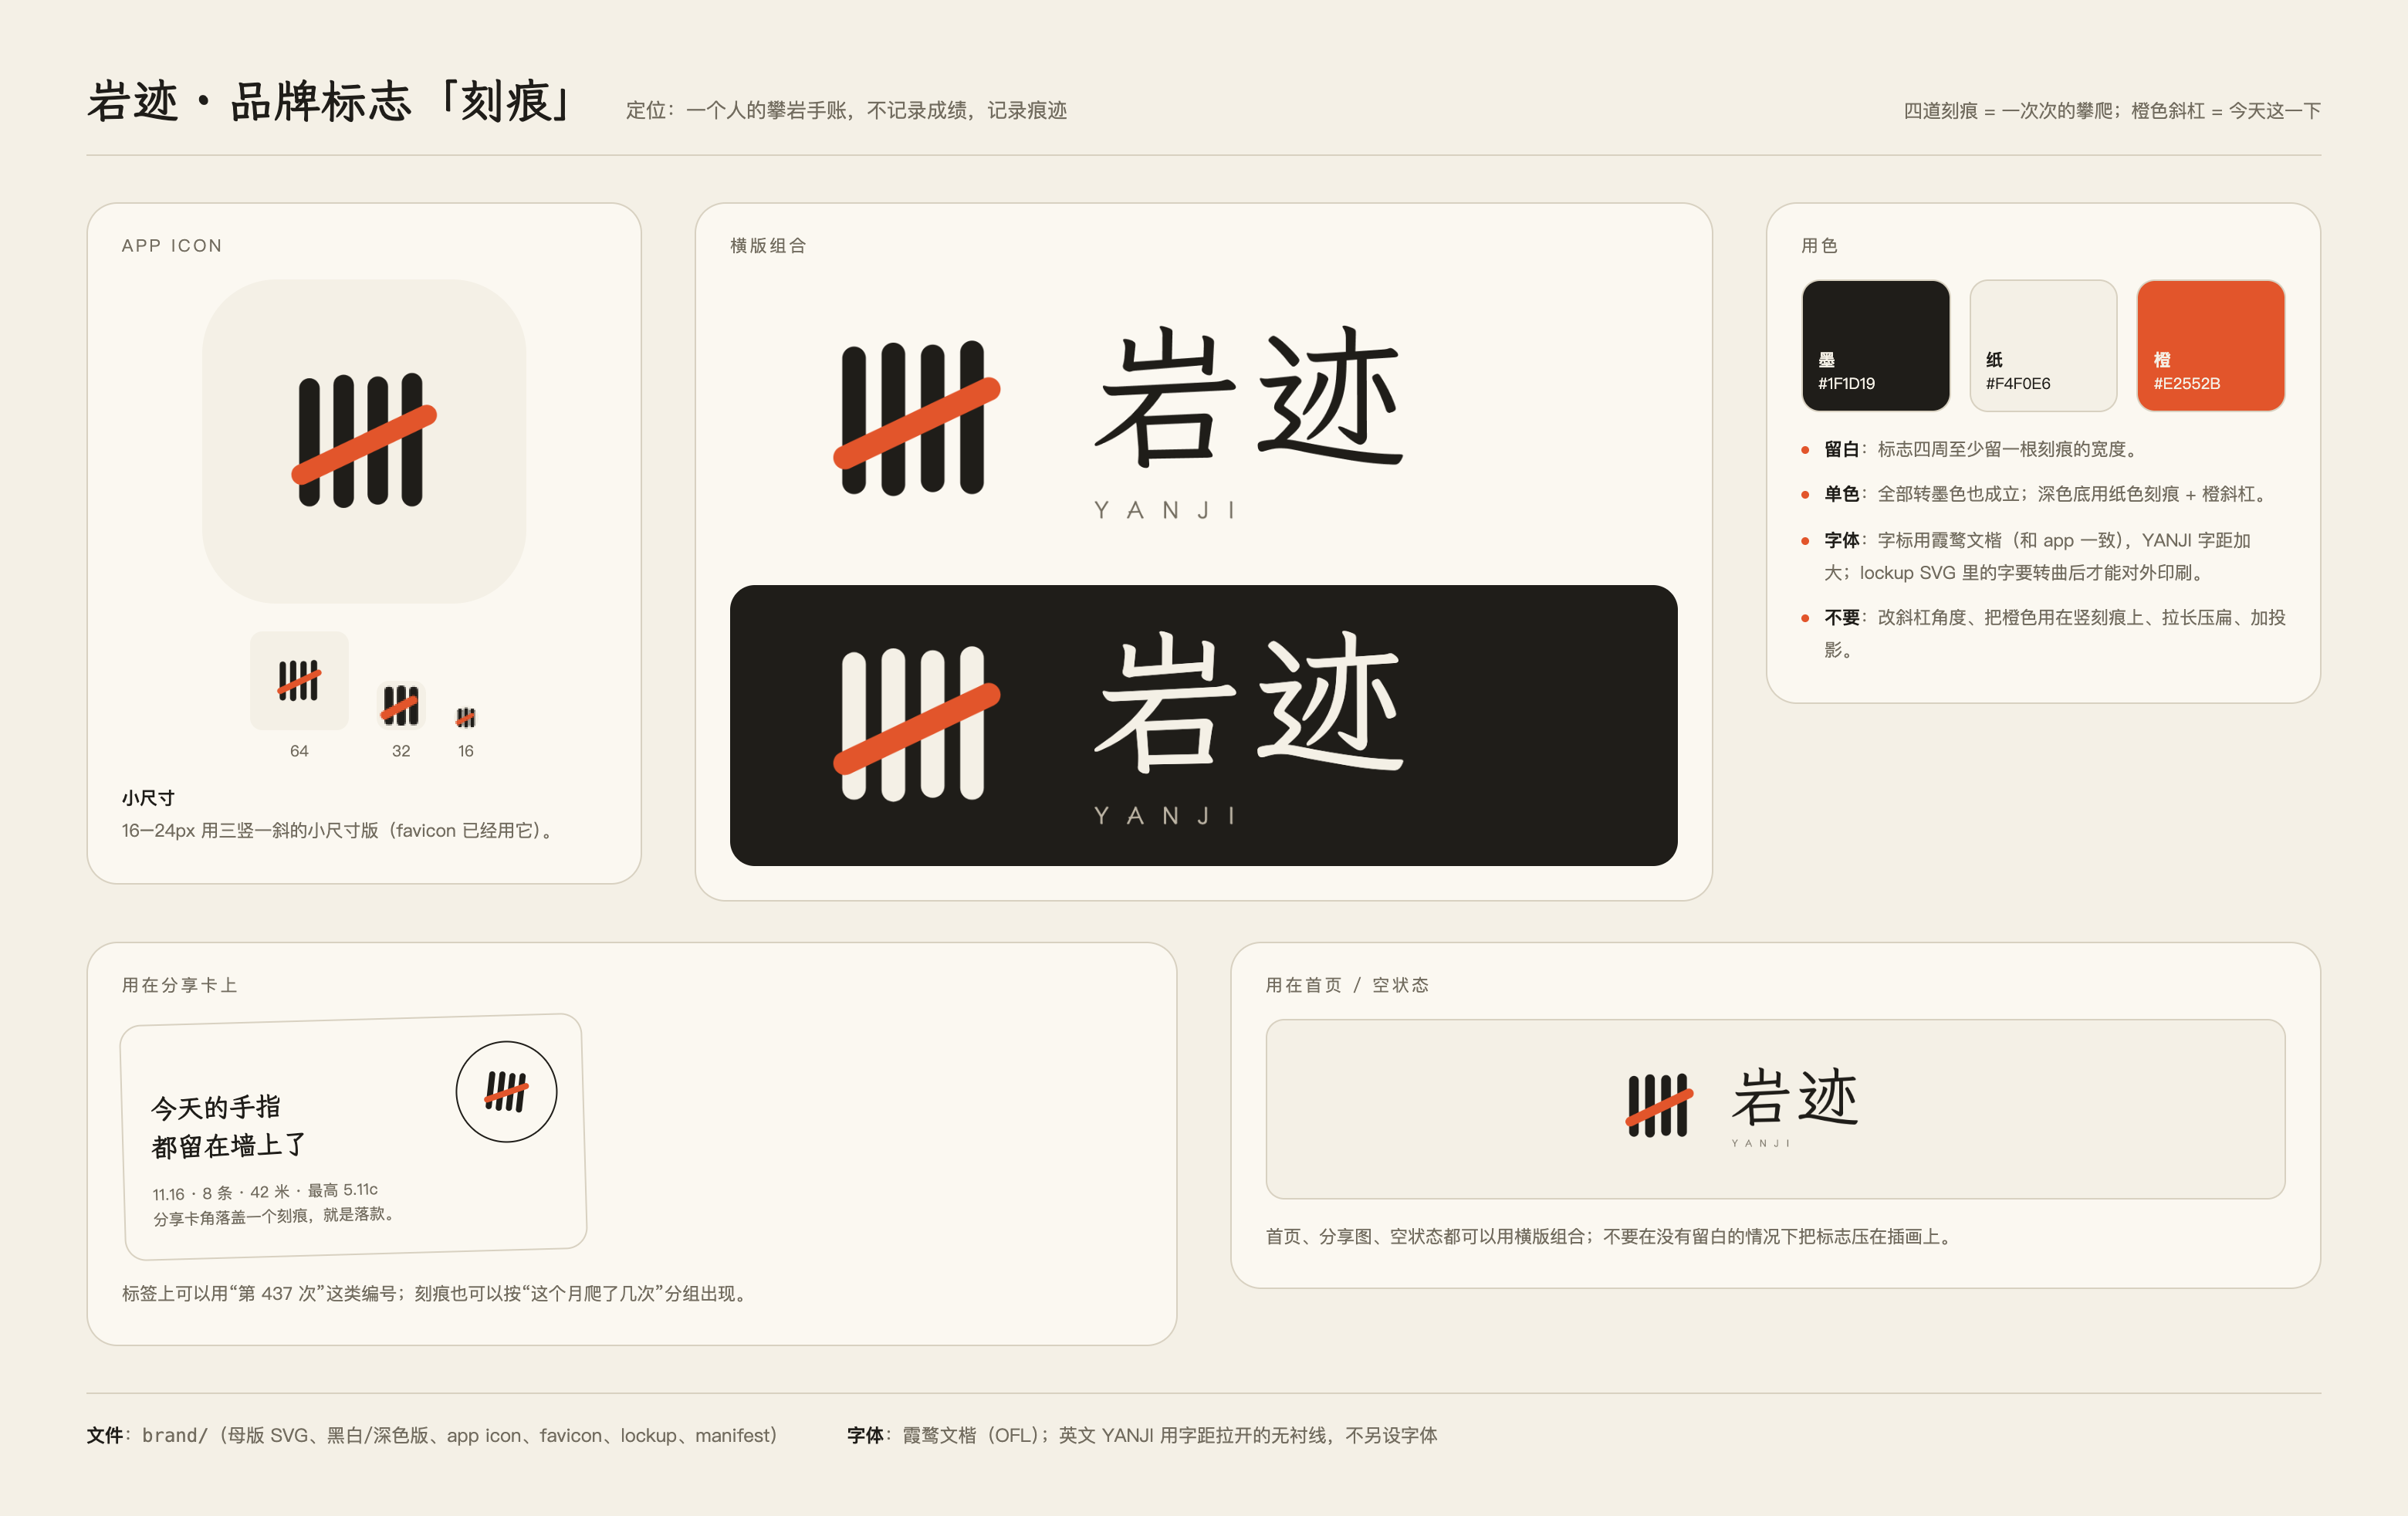 岩迹·品牌标志「刻痕」
定位：一个人的攀岩手账，不记录成绩，记录痕迹
四道刻痕 = 一次次的攀爬；橙色斜杠 = 今天这一下
APP ICON
64
32
16
小尺寸
16–24px 用三竖一斜的小尺寸版（favicon 已经用它）。
横版组合
岩迹
YANJI
岩迹
YANJI
用色
墨
#1F1D19
纸
#F4F0E6
橙
#E2552B
留白：标志四周至少留一根刻痕的宽度。
单色：全部转墨色也成立；深色底用纸色刻痕 + 橙斜杠。
字体：字标用霞鹜文楷（和 app 一致），YANJI 字距加
大；lockup SVG 里的字要转曲后才能对外印刷。
不要：改斜杠角度、把橙色用在竖刻痕上、拉长压扁、加投
影。
用在分享卡上
今天的手指
都留在墙上了
11.16 · 8 条 · 42 米 · 最高 5.11c
分享卡角落盖一个刻痕，就是落款。
标签上可以用“第 437 次”这类编号；刻痕也可以按“这个月爬了几次”分组出现。
用在首页 / 空状态
岩迹
YANJI
首页、分享图、空状态都可以用横版组合；不要在没有留白的情况下把标志压在插画上。
文件：brand/（母版 SVG、黑白/深色版、app icon、favicon、lockup、manifest）
字体：霞鹜文楷（OFL）；英文 YANJI 用字距拉开的无衬线，不另设字体